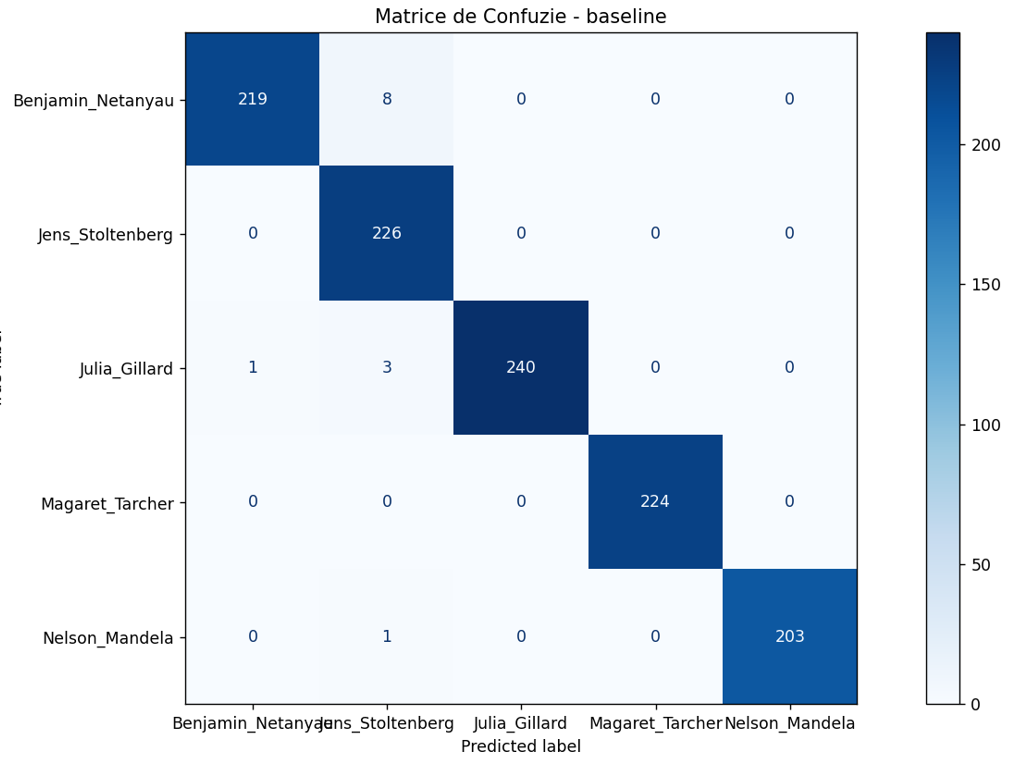 Matrice de Confuzie - baseline
Benjamin_Netanyau 219 8 0 0 0
Jens_Stoltenberg 0 226 0 0 0
200
150
Julia_Gillard 1 3 240 0 0
100
Magaret_Tarcher 0 0 0 224 0
50
Nelson_Mandela 0 1 0 0 203
0
Benjamin_Netanyau Jens_Stoltenberg Julia_Gillard Magaret_Tarcher Nelson_Mandela
Predicted label